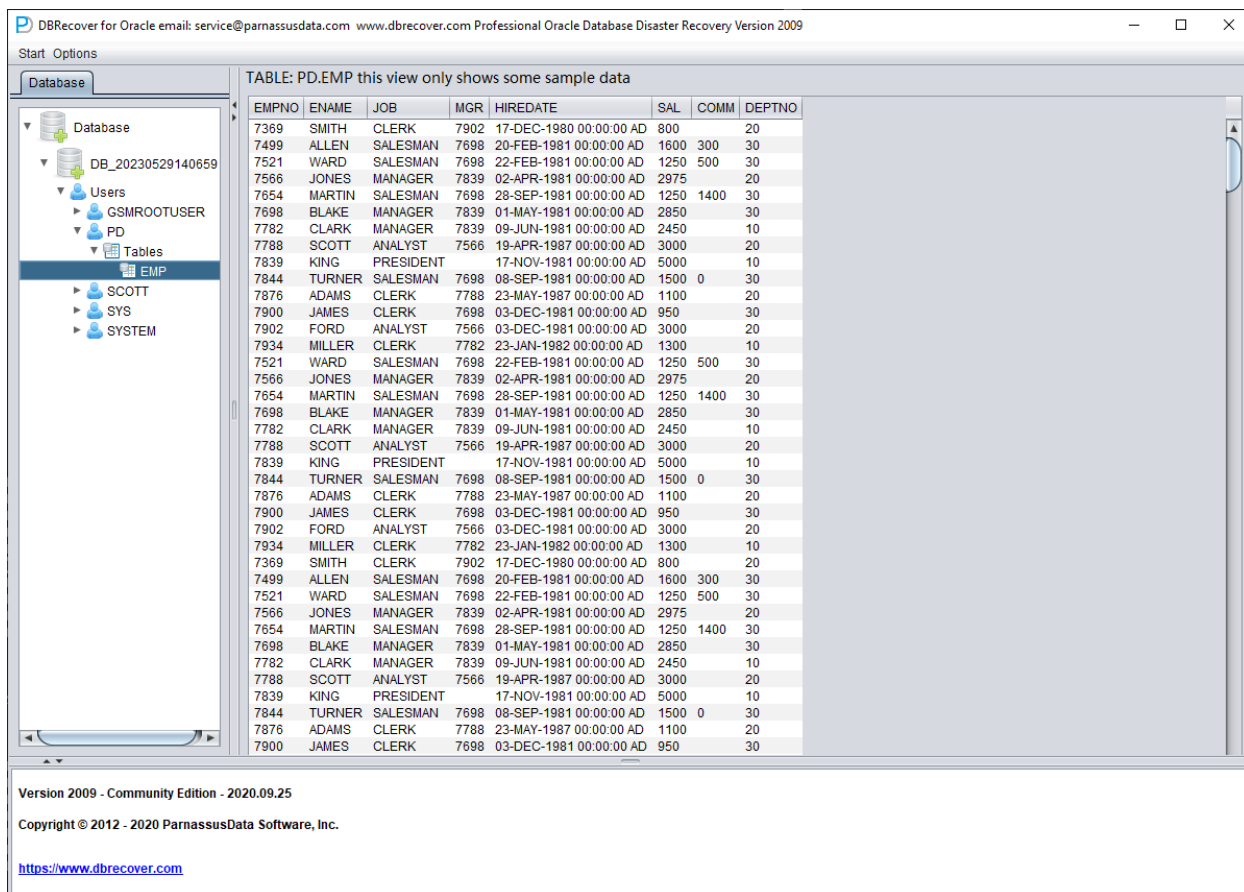 DBRecover for Oracle email: service@parnassusdata.com www.dbrecover.com Professional Oracle Database Disaster Recovery Version 2009
Start Options
Database
Database
DB_20230529140659
Users
GSMROOTUSER
PD
Tables
EMP
SCOTT
SYS
SYSTEM
TABLE: PD.EMP this view only shows some sample data
EMPNO ENAME JOB MGR HIREDATE SAL COMM DEPTNO
7369 SMITH CLERK 7902 17-DEC-1980 00:00:00 AD 800 20
7499 ALLEN SALESMAN 7698 20-FEB-1981 00:00:00 AD 1600 300 30
7521 WARD SALESMAN 7698 22-FEB-1981 00:00:00 AD 1250 500 30
7566 JONES MANAGER 7839 02-APR-1981 00:00:00 AD 2975 20
7654 MARTIN SALESMAN 7698 28-SEP-1981 00:00:00 AD 1250 1400 30
7698 BLAKE MANAGER 7839 01-MAY-1981 00:00:00 AD 2850 30
7782 CLARK MANAGER 7839 09-JUN-1981 00:00:00 AD 2450 10
7788 SCOTT ANALYST 7566 19-APR-1987 00:00:00 AD 3000 20
7839 KING PRESIDENT 17-NOV-1981 00:00:00 AD 5000 10
7844 TURNER SALESMAN 7698 08-SEP-1981 00:00:00 AD 1500 0 30
7876 ADAMS CLERK 7788 23-MAY-1987 00:00:00 AD 1100 20
7900 JAMES CLERK 7698 03-DEC-1981 00:00:00 AD 950 30
7902 FORD ANALYST 7566 03-DEC-1981 00:00:00 AD 3000 20
7934 MILLER CLERK 7782 23-JAN-1982 00:00:00 AD 1300 10
7521 WARD SALESMAN 7698 22-FEB-1981 00:00:00 AD 1250 500 30
7566 JONES MANAGER 7839 02-APR-1981 00:00:00 AD 2975 20
7654 MARTIN SALESMAN 7698 28-SEP-1981 00:00:00 AD 1250 1400 30
7698 BLAKE MANAGER 7839 01-MAY-1981 00:00:00 AD 2850 30
7782 CLARK MANAGER 7839 09-JUN-1981 00:00:00 AD 2450 10
7788 SCOTT ANALYST 7566 19-APR-1987 00:00:00 AD 3000 20
7839 KING PRESIDENT 17-NOV-1981 00:00:00 AD 5000 10
7844 TURNER SALESMAN 7698 08-SEP-1981 00:00:00 AD 1500 0 30
7876 ADAMS CLERK 7788 23-MAY-1987 00:00:00 AD 1100 20
7900 JAMES CLERK 7698 03-DEC-1981 00:00:00 AD 950 30
7902 FORD ANALYST 7566 03-DEC-1981 00:00:00 AD 3000 20
7934 MILLER CLERK 7782 23-JAN-1982 00:00:00 AD 1300 10
7369 SMITH CLERK 7902 17-DEC-1980 00:00:00 AD 800 20
7499 ALLEN SALESMAN 7698 20-FEB-1981 00:00:00 AD 1600 300 30
7521 WARD SALESMAN 7698 22-FEB-1981 00:00:00 AD 1250 500 30
7566 JONES MANAGER 7839 02-APR-1981 00:00:00 AD 2975 20
7654 MARTIN SALESMAN 7698 28-SEP-1981 00:00:00 AD 1250 1400 30
7698 BLAKE MANAGER 7839 01-MAY-1981 00:00:00 AD 2850 30
7782 CLARK MANAGER 7839 09-JUN-1981 00:00:00 AD 2450 10
7788 SCOTT ANALYST 7566 19-APR-1987 00:00:00 AD 3000 20
7839 KING PRESIDENT 17-NOV-1981 00:00:00 AD 5000 10
7844 TURNER SALESMAN 7698 08-SEP-1981 00:00:00 AD 1500 0 30
7876 ADAMS CLERK 7788 23-MAY-1987 00:00:00 AD 1100 20
7900 JAMES CLERK 7698 03-DEC-1981 00:00:00 AD 950 30
Version 2009 - Community Edition - 2020.09.25
Copyright © 2012 - 2020 ParnassusData Software, Inc.
https://www.dbrecover.com